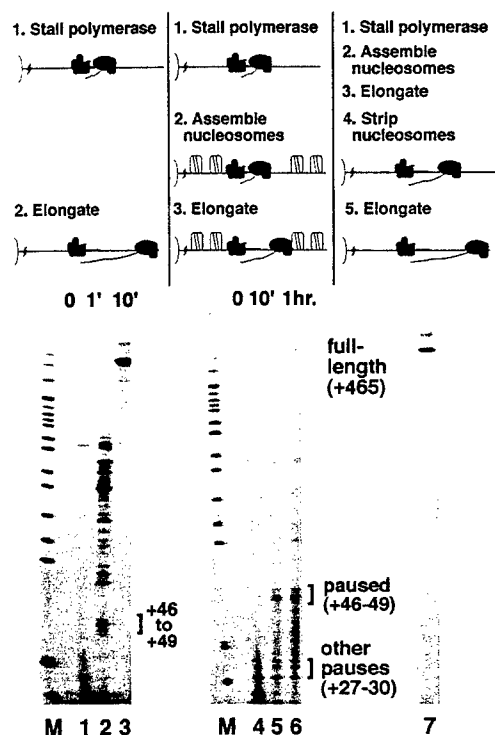 1. Stall polymerase
2. Elongate
0 1' 10'
1. Stall polymerase
2. Assemble
nucleosomes
3. Elongate
0 10' 1hr.
1. Stall polymerase
2. Assemble
nucleosomes
3. Elongate
4. Strip
nucleosomes
5. Elongate
full-
length
(+465)
+46
to
+49
paused
(+46-49)
other
pauses
(+27-30)
M 1 2 3
M 4 5 6
7